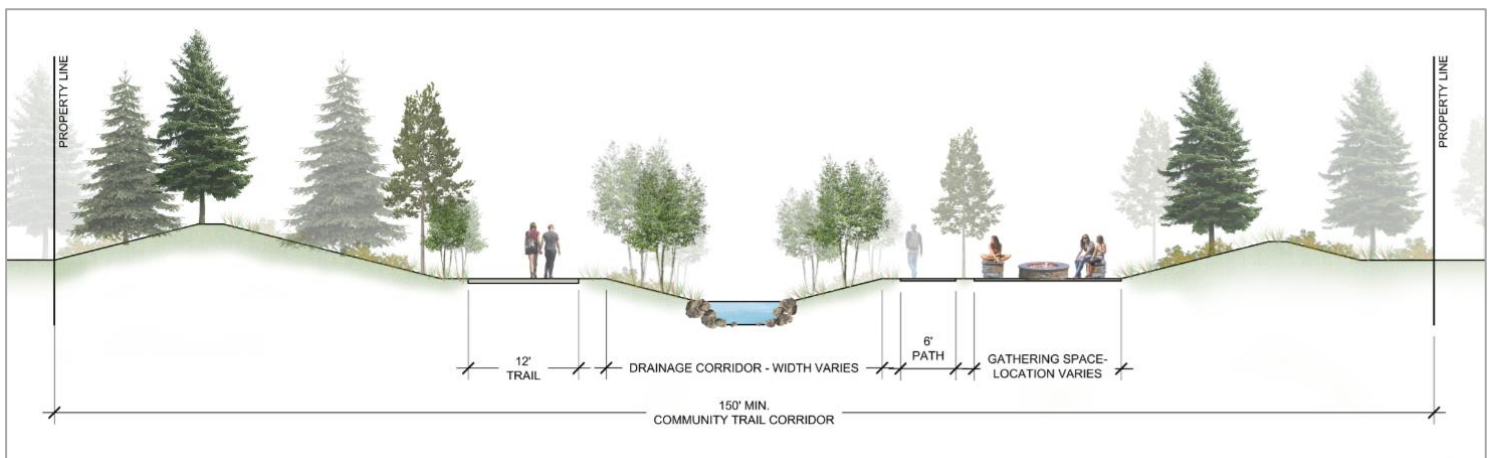 PROPERTY LINE
PROPERTY LINE
12'
TRAIL
DRAINAGE CORRIDOR - WIDTH VARIES
6'
PATH
GATHERING SPACE-
LOCATION VARIES
150' MIN.
COMMUNITY TRAIL CORRIDOR